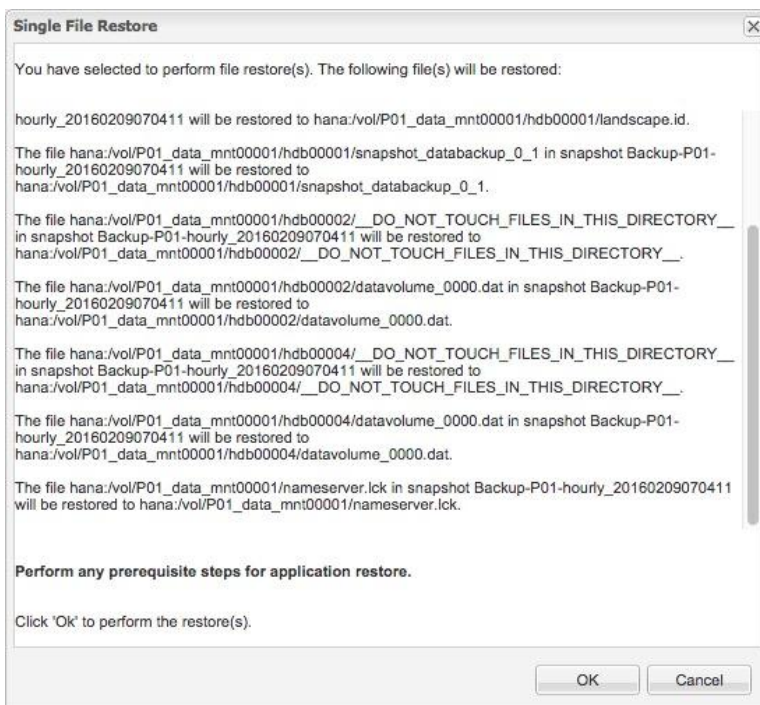 Single File Restore
You have selected to perform file restore(s). The following file(s) will be restored:
hourly_20160209070411 will be restored to hana:/vol/P01_data_mnt00001/hdb00001/landscape.id.
The file hana:/vol/P01_data_mnt00001/hdb00001/snapshot_databackup_0_1 in snapshot Backup-P01-
hourly_20160209070411 will be restored to
hana:/vol/P01_data_mnt00001/hdb00001/snapshot_databackup_0_1.
The file hana:/vol/P01_data_mnt00001/hdb00002/__DO_NOT_TOUCH_FILES_IN_THIS_DIRECTORY__
in snapshot Backup-P01-hourly_20160209070411 will be restored to
hana:/vol/P01_data_mnt00001/hdb00002/__DO_NOT_TOUCH_FILES_IN_THIS_DIRECTORY__.
The file hana:/vol/P01_data_mnt00001/hdb00002/datavolume_0000.dat in snapshot Backup-P01-
hourly_20160209070411 will be restored to
hana:/vol/P01_data_mnt00001/hdb00002/datavolume_0000.dat.
The file hana:/vol/P01_data_mnt00001/hdb00004/__DO_NOT_TOUCH_FILES_IN_THIS_DIRECTORY__
in snapshot Backup-P01-hourly_20160209070411 will be restored to
hana:/vol/P01_data_mnt00001/hdb00004/__DO_NOT_TOUCH_FILES_IN_THIS_DIRECTORY__.
The file hana:/vol/P01_data_mnt00001/hdb00004/datavolume_0000.dat in snapshot Backup-P01-
hourly_20160209070411 will be restored to
hana:/vol/P01_data_mnt00001/hdb00004/datavolume_0000.dat.
The file hana:/vol/P01_data_mnt00001/nameserver.lck in snapshot Backup-P01-hourly_20160209070411
will be restored to hana:/vol/P01_data_mnt00001/nameserver.lck.
Perform any prerequisite steps for application restore.
Click 'Ok' to perform the restore(s).
OK
Cancel